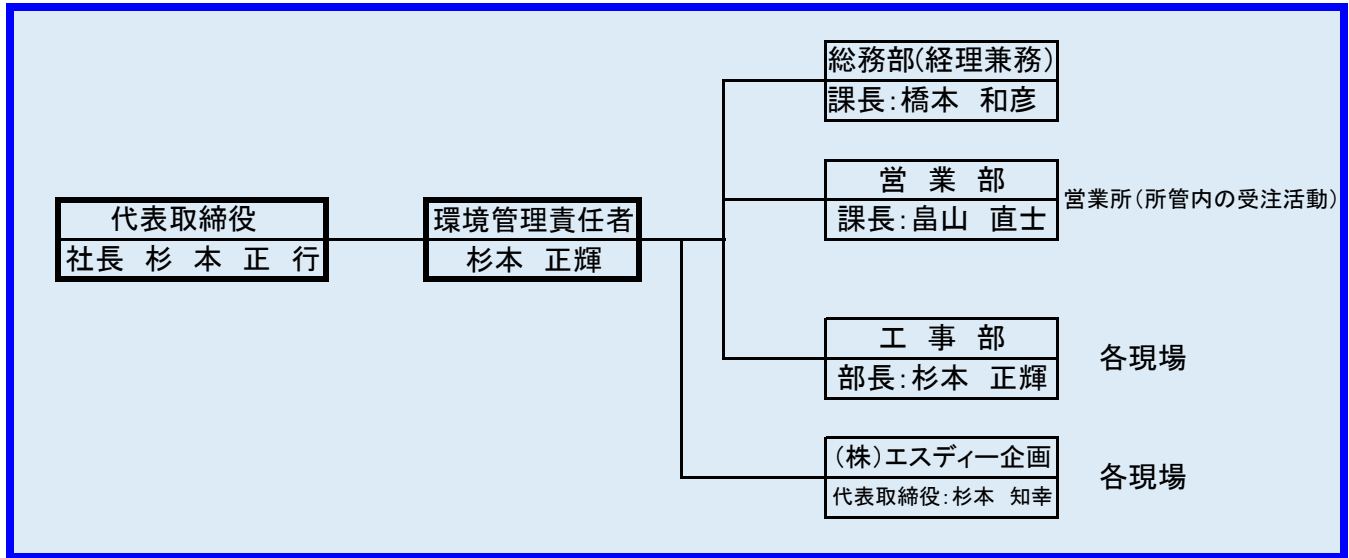 総務部(経理兼務)
課長:橋本　和彦
営　業　部
課長:畠山　直士
営業所(所管内の受注活動)
代表取締役
社長　杉　本　正　行
環境管理責任者
杉本　正輝
工　事　部
部長:杉本　正輝
各現場
(株)エスディー企画
代表取締役:杉本　知幸
各現場